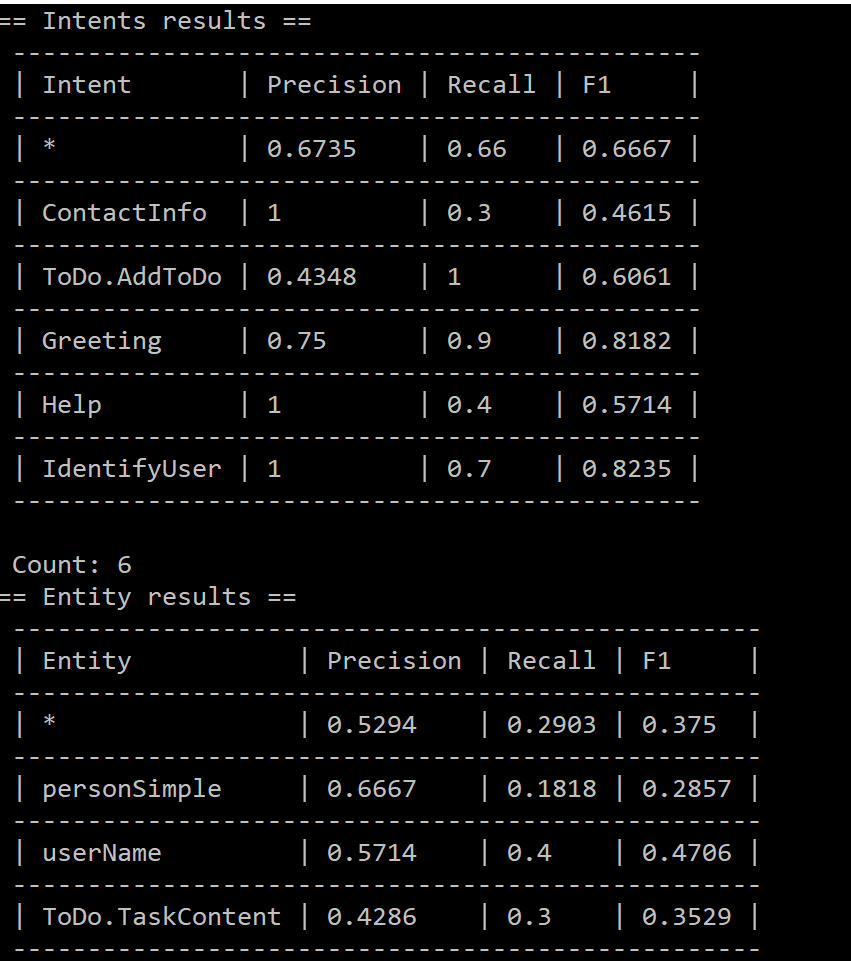 == Intents results ==
-----------------------------------------------
| Intent       | Precision | Recall | F1     |
-----------------------------------------------
| *            | 0.6735    | 0.66   | 0.6667 |
-----------------------------------------------
| ContactInfo  | 1         | 0.3    | 0.4615 |
-----------------------------------------------
| ToDo.AddToDo | 0.4348    | 1      | 0.6061 |
-----------------------------------------------
| Greeting     | 0.75      | 0.9    | 0.8182 |
-----------------------------------------------
| Help         | 1         | 0.4    | 0.5714 |
-----------------------------------------------
| IdentifyUser | 1         | 0.7    | 0.8235 |
-----------------------------------------------
Count: 6
== Entity results ==
---------------------------------------------------
| Entity           | Precision | Recall | F1     |
---------------------------------------------------
| *                | 0.5294    | 0.2903 | 0.375  |
---------------------------------------------------
| personSimple     | 0.6667    | 0.1818 | 0.2857 |
---------------------------------------------------
| userName         | 0.5714    | 0.4    | 0.4706 |
---------------------------------------------------
| ToDo.TaskContent | 0.4286    | 0.3    | 0.3529 |
---------------------------------------------------